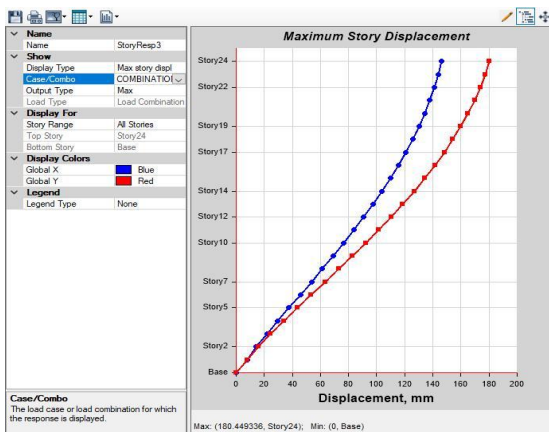 Name
Name StoryResp3
Show
Display Type Max story displ
Case/Combo COMBINATIOI
Output Type Max
Load Type Load Combination
Display For
Story Range All Stories
Top Story Story24
Bottom Story Base
Display Colors
Global X Blue
Global Y Red
Legend
Legend Type None
Case/Combo
The load case or load combination for which
the response is displayed.
Maximum Story Displacement
Story24
Story22
Story19
Story17
Story14
Story12
Story10
Story7
Story5
Story2
Base
0 20 40 60 80 100 120 140 160 180 200
Displacement, mm
Max: (180.449336, Story24); Min: (0, Base)